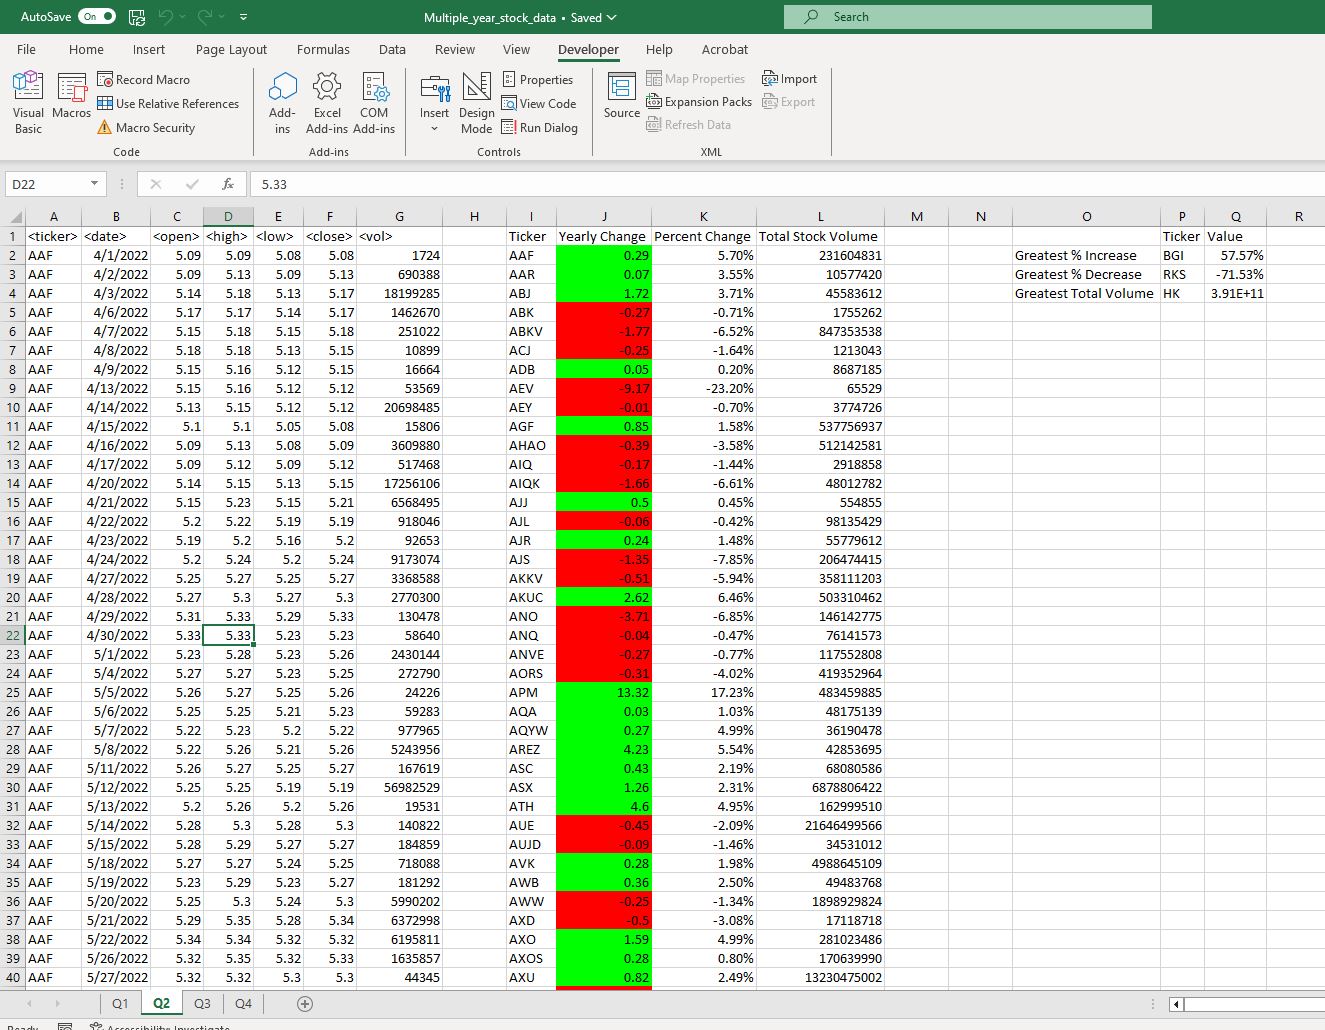 AutoSave On Multiple_year_stock_data • Saved Search
File Home Insert Page Layout Formulas Data Review View Developer Help Acrobat
Visual Basic Macros Record Macro Use Relative References Macro Security Code
Add-ins Excel Add-ins COM Add-ins Add-ins
Insert Design Mode Properties View Code Run Dialog Controls
Source Map Properties Expansion Packs Refresh Data Import Export XML
D22 fx 5.33
A B C D E F G H I J K L M N O P Q R
1 <ticker> <date> <open> <high> <low> <close> <vol> Ticker Yearly Change Percent Change Total Stock Volume Ticker Value
2 AAF 4/1/2022 5.09 5.09 5.08 5.08 1724 AAF 0.29 5.70% 231604831 Greatest % Increase BGI 57.57%
3 AAF 4/2/2022 5.09 5.13 5.09 5.13 690388 AAR 0.07 3.55% 10577420 Greatest % Decrease RKS -71.53%
4 AAF 4/3/2022 5.14 5.18 5.13 5.17 18199285 ABJ 1.72 3.71% 45583612 Greatest Total Volume HK 3.91E+11
5 AAF 4/6/2022 5.17 5.17 5.14 5.17 1462670 ABK -0.27 -0.71% 1755262
6 AAF 4/7/2022 5.15 5.18 5.15 5.18 251022 ABKV -1.77 -6.52% 847353538
7 AAF 4/8/2022 5.18 5.18 5.13 5.15 10899 ACJ -0.25 -1.64% 1213043
8 AAF 4/9/2022 5.15 5.16 5.12 5.15 16664 ADB 0.05 0.20% 8687185
9 AAF 4/13/2022 5.15 5.16 5.12 5.12 53569 AEV -9.17 -23.20% 65529
10 AAF 4/14/2022 5.13 5.15 5.12 5.12 20698485 AEY -0.01 -0.70% 3774726
11 AAF 4/15/2022 5.1 5.1 5.05 5.08 15806 AGF 0.85 1.58% 537756937
12 AAF 4/16/2022 5.09 5.13 5.08 5.09 3609880 AHAO -0.39 -3.58% 512142581
13 AAF 4/17/2022 5.09 5.12 5.09 5.12 517468 AIQ -0.17 -1.44% 2918858
14 AAF 4/20/2022 5.14 5.15 5.13 5.15 17256106 AIQK -1.66 -6.61% 48012782
15 AAF 4/21/2022 5.15 5.23 5.15 5.21 6568495 AJJ 0.5 0.45% 554855
16 AAF 4/22/2022 5.2 5.22 5.19 5.19 918046 AJL -0.06 -0.42% 98135429
17 AAF 4/23/2022 5.19 5.2 5.16 5.2 92653 AJR 0.24 1.48% 55779612
18 AAF 4/24/2022 5.2 5.24 5.2 5.24 9173074 AJS -1.35 -7.85% 206474415
19 AAF 4/27/2022 5.25 5.27 5.25 5.27 3368588 AKKV -0.51 -5.94% 358111203
20 AAF 4/28/2022 5.27 5.3 5.27 5.3 2770300 AKUC 2.62 6.46% 503310462
21 AAF 4/29/2022 5.31 5.33 5.29 5.33 130478 ANO -3.71 -6.85% 146142775
22 AAF 4/30/2022 5.33 5.33 5.23 5.23 58640 ANQ -0.04 -0.47% 76141573
23 AAF 5/1/2022 5.23 5.28 5.23 5.26 2430144 ANVE -0.27 -0.77% 117552808
24 AAF 5/4/2022 5.27 5.27 5.23 5.25 272790 AORS -0.31 -4.02% 419352964
25 AAF 5/5/2022 5.26 5.27 5.25 5.26 24226 APM 13.32 17.23% 483459885
26 AAF 5/6/2022 5.25 5.25 5.21 5.23 59283 AQA 0.03 1.03% 48175139
27 AAF 5/7/2022 5.22 5.23 5.2 5.22 977965 AQYW 0.27 4.99% 36190478
28 AAF 5/8/2022 5.22 5.26 5.21 5.26 5243956 AREZ 4.23 5.54% 42853695
29 AAF 5/11/2022 5.26 5.27 5.25 5.27 167619 ASC 0.43 2.19% 68080586
30 AAF 5/12/2022 5.25 5.25 5.19 5.19 56982529 ASX 1.26 2.31% 6878806422
31 AAF 5/13/2022 5.2 5.26 5.2 5.26 19531 ATH 4.6 4.95% 162999510
32 AAF 5/14/2022 5.28 5.3 5.28 5.3 140822 AUE -0.45 -2.09% 21646499566
33 AAF 5/15/2022 5.28 5.29 5.27 5.27 184859 AUJD -0.09 -1.46% 34531012
34 AAF 5/18/2022 5.27 5.27 5.24 5.25 718088 AVK 0.28 1.98% 4988645109
35 AAF 5/19/2022 5.23 5.29 5.23 5.27 181292 AWB 0.36 2.50% 49483768
36 AAF 5/20/2022 5.25 5.3 5.24 5.3 5990202 AWW -0.25 -1.34% 1898929824
37 AAF 5/21/2022 5.29 5.35 5.28 5.34 6372998 AXD -0.5 -3.08% 17118718
38 AAF 5/22/2022 5.34 5.34 5.32 5.32 6195811 AXO 1.59 4.99% 281023486
39 AAF 5/26/2022 5.32 5.35 5.32 5.33 1635857 AXOS 0.28 0.80% 170639990
40 AAF 5/27/2022 5.32 5.32 5.3 5.3 44345 AXU 0.82 2.49% 13230475002
Q1 Q2 Q3 Q4
Ready Accessibility: Investigate